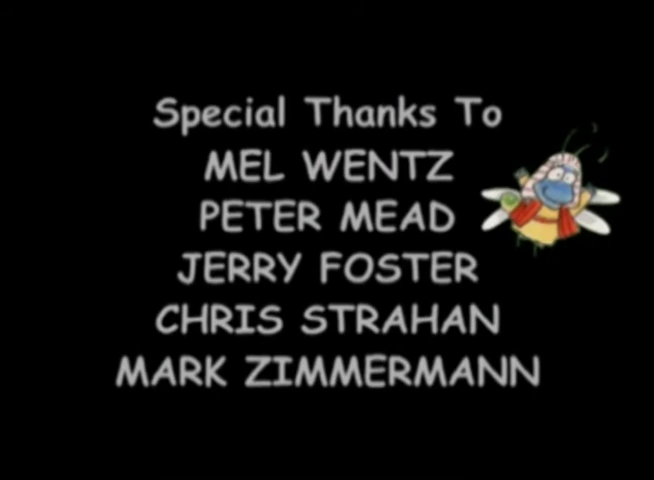 Special Thanks To
MEL WENTZ
PETER MEAD
JERRY FOSTER
CHRIS STRAHAN
MARK ZIMMERMANN